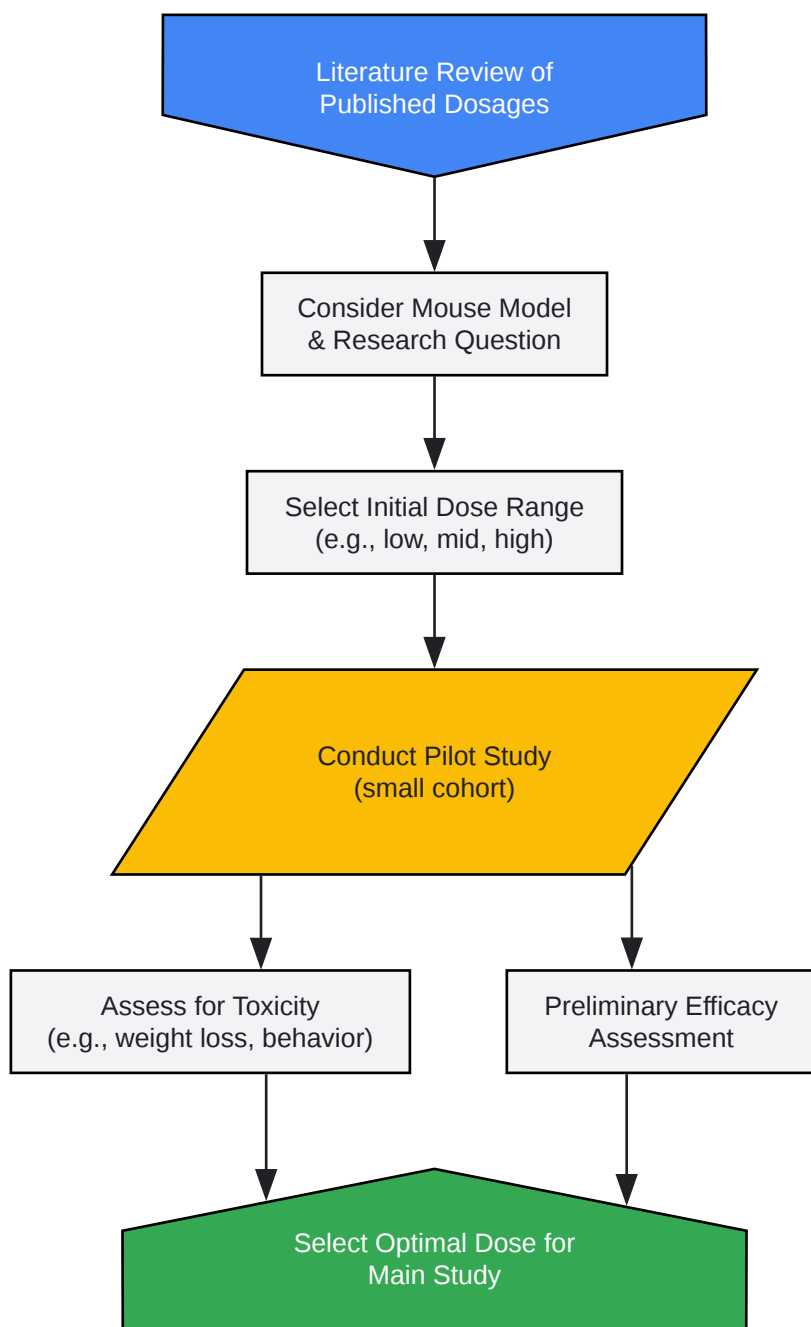 Literature Review of
Published Dosages
Consider Mouse Model
& Research Question
Select Initial Dose Range
(e.g., low, mid, high)
Conduct Pilot Study
(small cohort)
Assess for Toxicity
(e.g., weight loss, behavior)
Preliminary Efficacy
Assessment
Select Optimal Dose for
Main Study